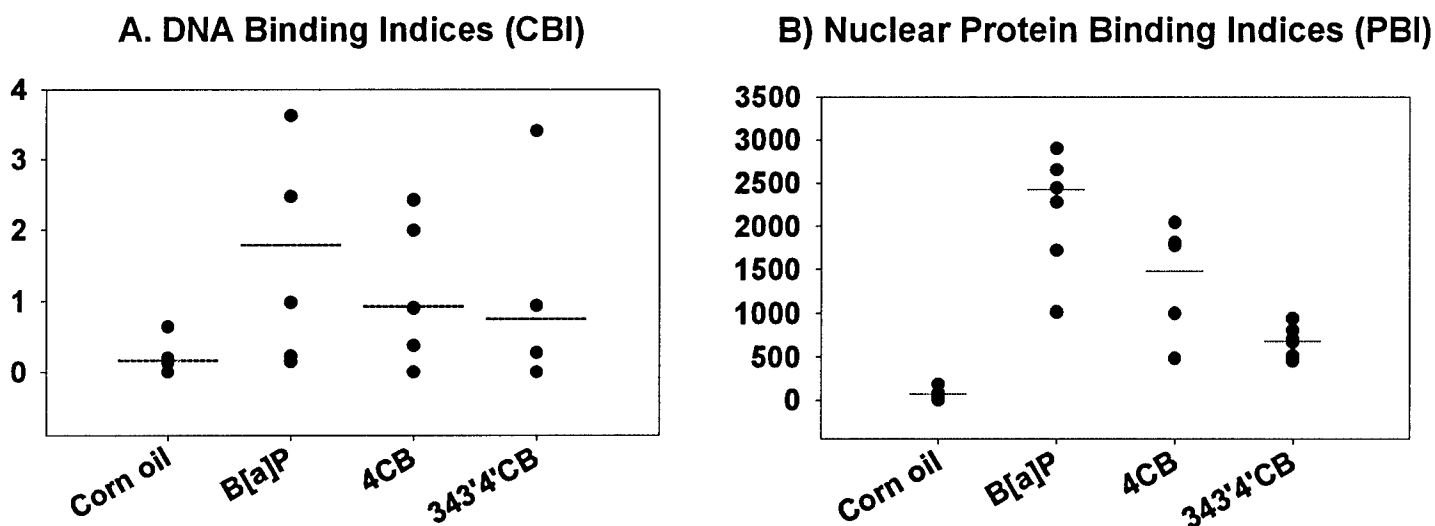 A. DNA Binding Indices (CBI)
4
3
2
1
0
Corn oil
B[a]P
4CB
343'4'CB
B) Nuclear Protein Binding Indices (PBI)
3500
3000
2500
2000
1500
1000
500
0
Corn oil
B[a]P
4CB
343'4'CB